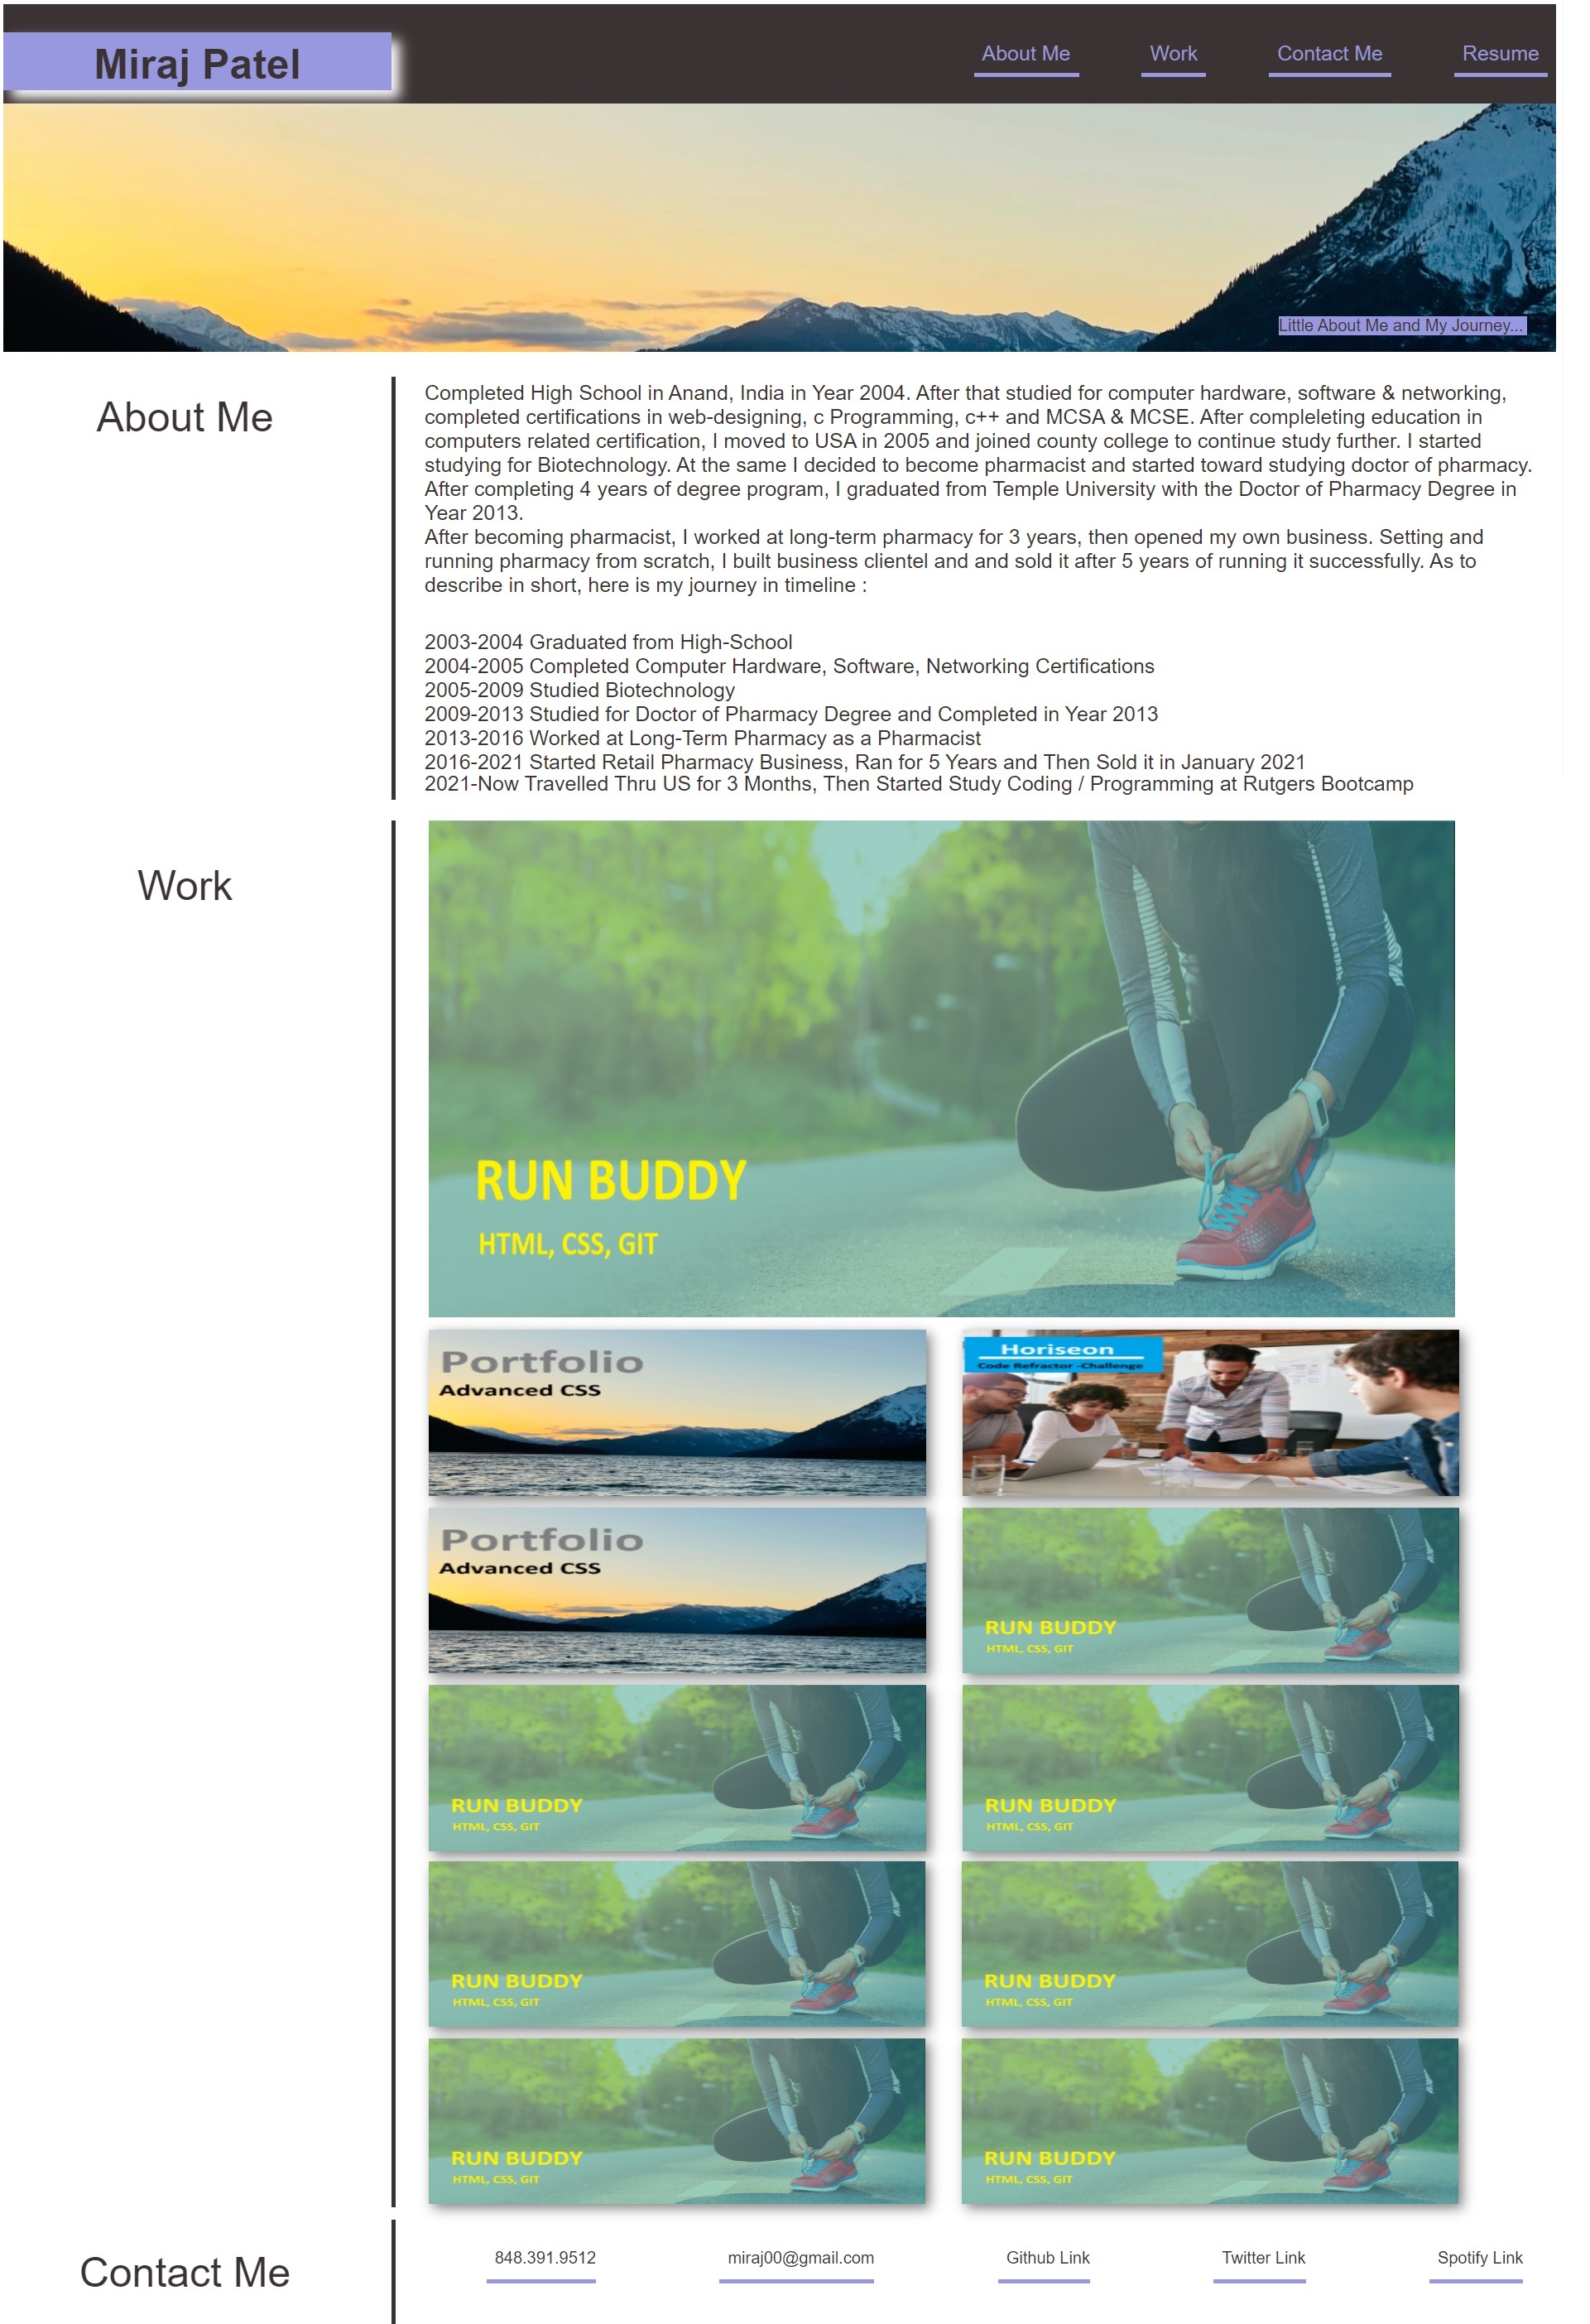 Miraj Patel
About Me
Work
Contact Me
Resume
Little About Me and My Journey...
About Me
Completed High School in Anand, India in Year 2004. After that studied for computer hardware, software & networking,
completed certifications in web-designing, c Programming, c++ and MCSA & MCSE. After compleleting education in
computers related certification, I moved to USA in 2005 and joined county college to continue study further. I started
studying for Biotechnology. At the same I decided to become pharmacist and started toward studying doctor of pharmacy.
After completing 4 years of degree program, I graduated from Temple University with the Doctor of Pharmacy Degree in
Year 2013.
After becoming pharmacist, I worked at long-term pharmacy for 3 years, then opened my own business. Setting and
running pharmacy from scratch, I built business clientel and and sold it after 5 years of running it successfully. As to
describe in short, here is my journey in timeline :
2003-2004 Graduated from High-School
2004-2005 Completed Computer Hardware, Software, Networking Certifications
2005-2009 Studied Biotechnology
2009-2013 Studied for Doctor of Pharmacy Degree and Completed in Year 2013
2013-2016 Worked at Long-Term Pharmacy as a Pharmacist
2016-2021 Started Retail Pharmacy Business, Ran for 5 Years and Then Sold it in January 2021
2021-Now Travelled Thru US for 3 Months, Then Started Study Coding / Programming at Rutgers Bootcamp
Work
RUN BUDDY
HTML, CSS, GIT
Portfolio
Advanced CSS
Horiseon
Code Refractor -Challenge
Portfolio
Advanced CSS
RUN BUDDY
HTML, CSS, GIT
RUN BUDDY
HTML, CSS, GIT
RUN BUDDY
HTML, CSS, GIT
RUN BUDDY
HTML, CSS, GIT
RUN BUDDY
HTML, CSS, GIT
RUN BUDDY
HTML, CSS, GIT
RUN BUDDY
HTML, CSS, GIT
Contact Me
848.391.9512
miraj00@gmail.com
Github Link
Twitter Link
Spotify Link